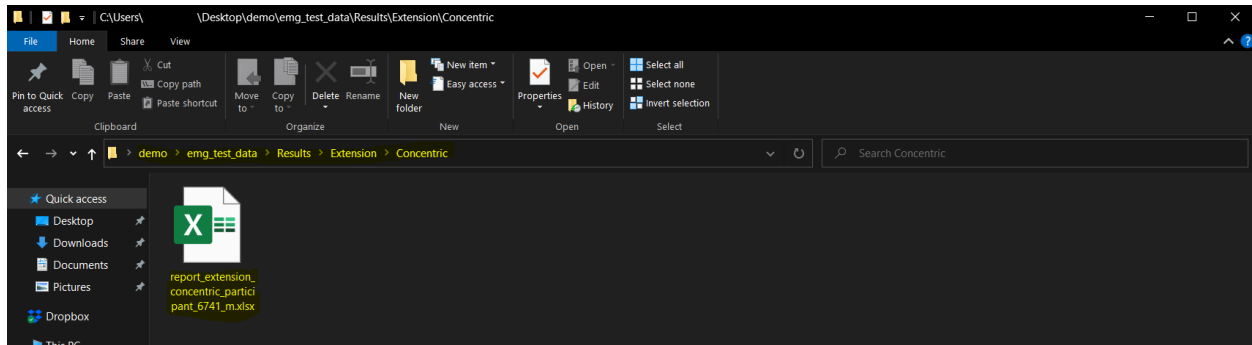 C:\Users\ \Desktop\demo\emg_test_data\Results\Extension\Concentric
File Home Share View
Pin to Quick access
Copy
Paste
Cut
Copy path
Paste shortcut
Clipboard
Move to
Copy to
Delete
Rename
Organize
New folder
New item
Easy access
New
Properties
Open
Edit
History
Open
Select all
Select none
Invert selection
Select
demo > emg_test_data > Results > Extension > Concentric
Search Concentric
Quick access
Desktop
Downloads
Documents
Pictures
Dropbox
This PC
X
report_extension_
concentric_partici
pant_6741_m.xlsx